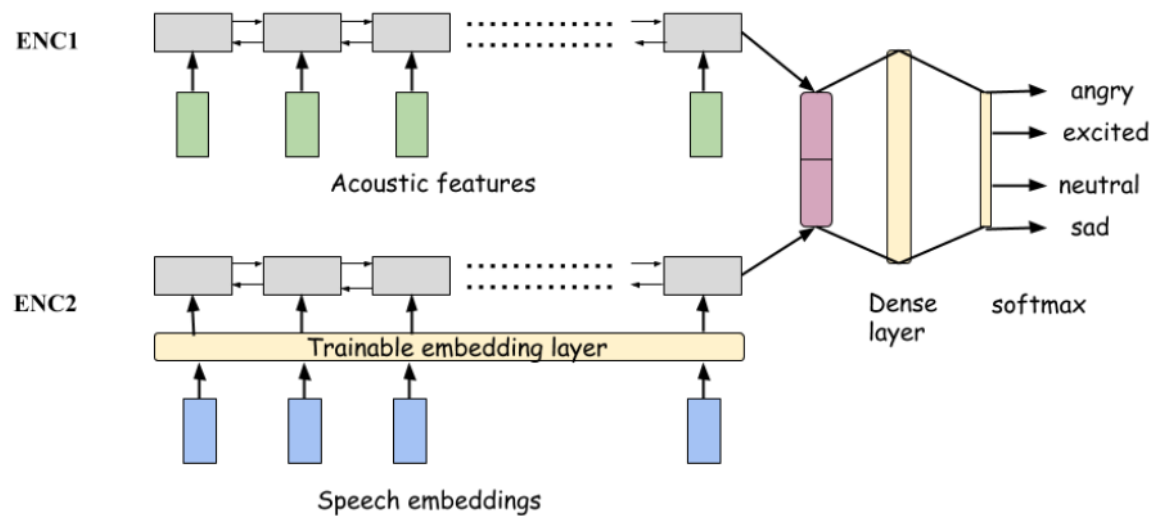 ENC1
Acoustic features
angry
excited
neutral
sad
ENC2
Trainable embedding layer
Speech embeddings
Dense
layer
softmax